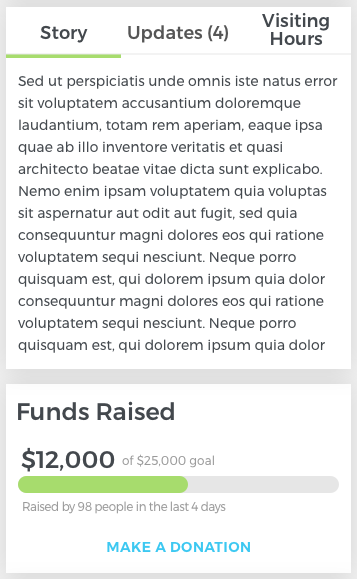 Story
Updates (4)
Visiting
Hours
Sed ut perspiciatis unde omnis iste natus error
sit voluptatem accusantium doloremque
laudantium, totam rem aperiam, eaque ipsa
quae ab illo inventore veritatis et quasi
architecto beatae vitae dicta sunt explicabo.
Nemo enim ipsam voluptatem quia voluptas
sit aspernatur aut odit aut fugit, sed quia
consequuntur magni dolores eos qui ratione
voluptatem sequi nesciunt. Neque porro
quisquam est, qui dolorem ipsum quia dolor
consequuntur magni dolores eos qui ratione
voluptatem sequi nesciunt. Neque porro
quisquam est, qui dolorem ipsum quia dolor
Funds Raised
$12,000 of $25,000 goal
Raised by 98 people in the last 4 days
MAKE A DONATION